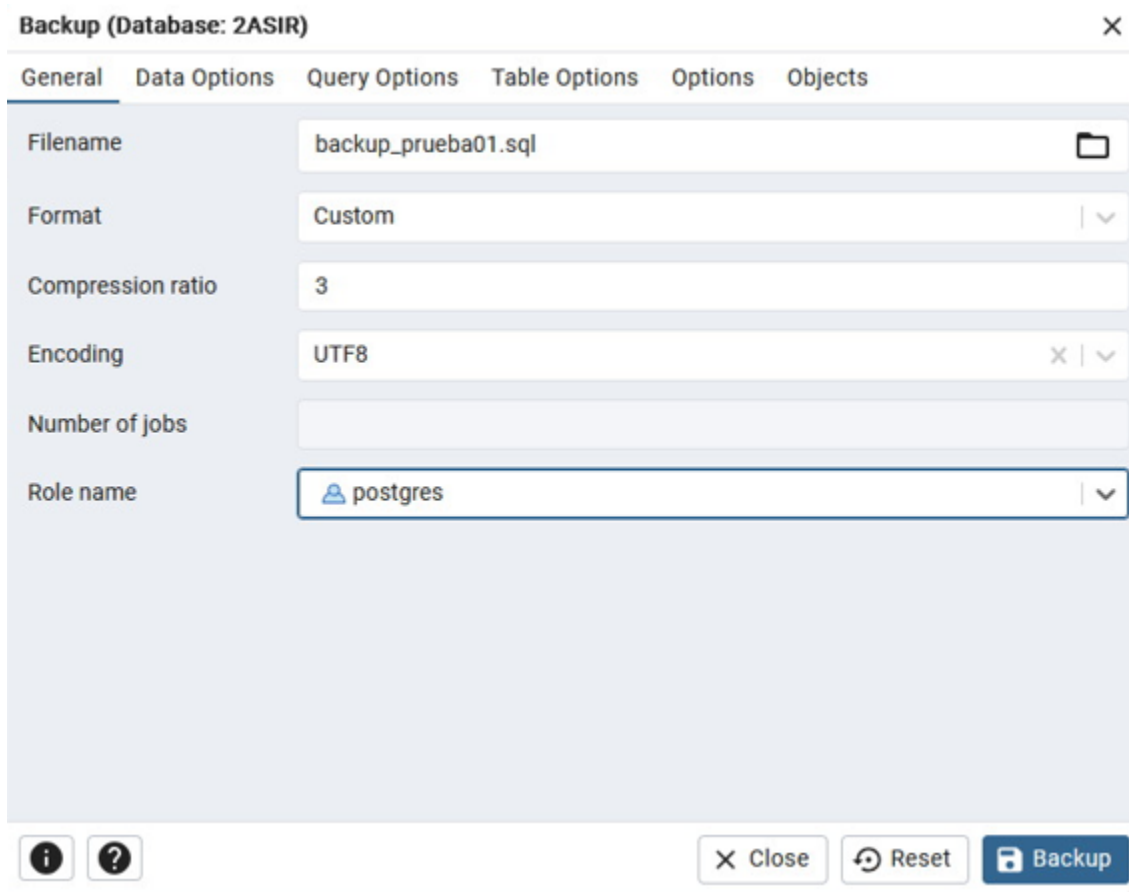 Backup (Database: 2ASIR)
General Data Options Query Options Table Options Options Objects
Filename backup_prueba01.sql
Format Custom
Compression ratio 3
Encoding UTF8
Number of jobs
Role name postgres
Close Reset Backup